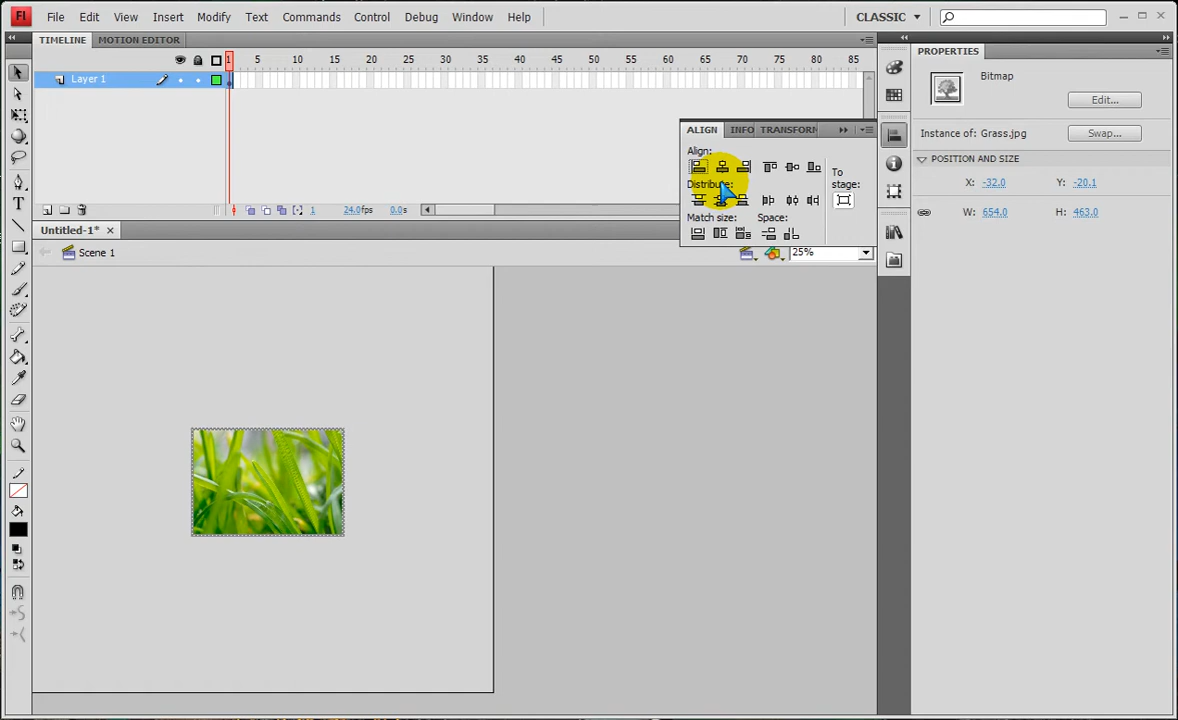 Fl File Edit View Insert Modify Text Commands Control Debug Window Help CLASSIC
TIMELINE MOTION EDITOR
1 5 10 15 20 25 30 35 40 45 50 55 60 65 70 75 80 85
Layer 1
1 24.0fps 0.0s
Untitled-1*
Scene 1
25%
ALIGN INFO TRANSFORM
Align:
Distribute:
To
stage:
Match size: Space:
PROPERTIES
Bitmap
Edit...
Instance of: Grass.jpg
Swap...
POSITION AND SIZE
X: -32.0 Y: -20.1
W: 654.0 H: 463.0